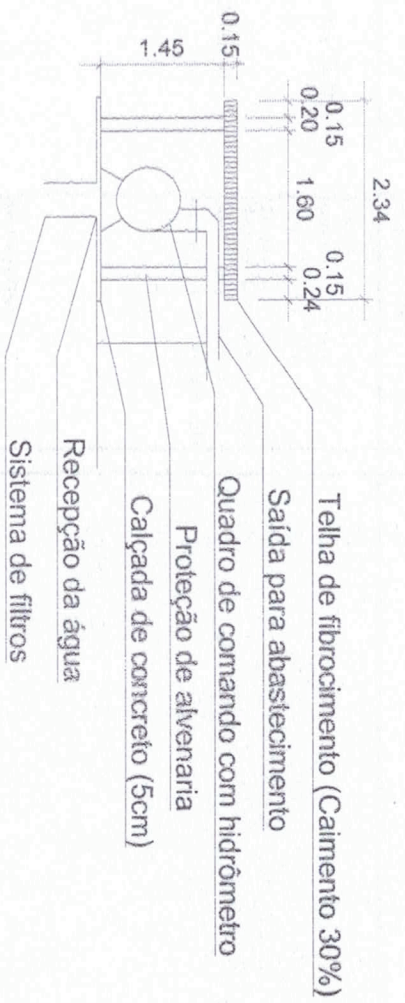 2.34
0.15
0.20
1.60
0.15
0.24
0.15
1.45
Telha de fibrocimento (Caimento 30%)
Saída para abastecimento
Quadro de comando com hidrômetro
Proteção de alvenaria
Calçada de concreto (5cm)
Recepção da água
Sistema de filtros